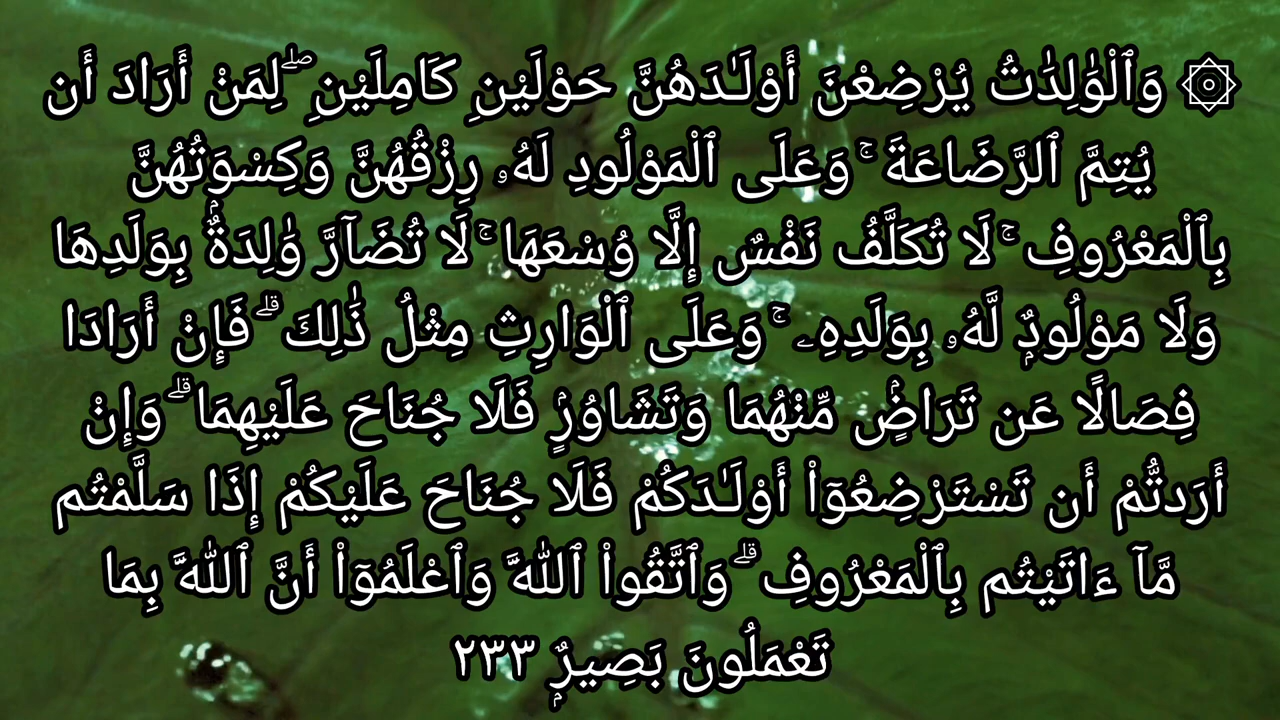 ۞ وَٱلْوَٰلِدَٰتُ يُرْضِعْنَ أَوْلَـٰدَهُنَّ حَوْلَيْنِ كَامِلَيْنِ ۖ لِمَنْ أَرَادَ أَن
يُتِمَّ ٱلرَّضَاعَةَ ۚ وَعَلَى ٱلْمَوْلُودِ لَهُۥ رِزْقُهُنَّ وَكِسْوَتُهُنَّ
بِٱلْمَعْرُوفِ ۚ لَا تُكَلَّفُ نَفْسٌ إِلَّا وُسْعَهَا ۚ لَا تُضَآرَّ وَٰلِدَةٌۢ بِوَلَدِهَا
وَلَا مَوْلُودٌۭ لَّهُۥ بِوَلَدِهِۦ ۚ وَعَلَى ٱلْوَارِثِ مِثْلُ ذَٰلِكَ ۗ فَإِنْ أَرَادَا
فِصَالًا عَن تَرَاضٍۢ مِّنْهُمَا وَتَشَاوُرٍۢ فَلَا جُنَاحَ عَلَيْهِمَا ۗ وَإِنْ
أَرَدتُّمْ أَن تَسْتَرْضِعُوٓا۟ أَوْلَـٰدَكُمْ فَلَا جُنَاحَ عَلَيْكُمْ إِذَا سَلَّمْتُم
مَّآ ءَاتَيْتُم بِٱلْمَعْرُوفِ ۗ وَٱتَّقُوا۟ ٱللَّهَ وَٱعْلَمُوٓا۟ أَنَّ ٱللَّهَ بِمَا
تَعْمَلُونَ بَصِيرٌۭ ٢٣٣